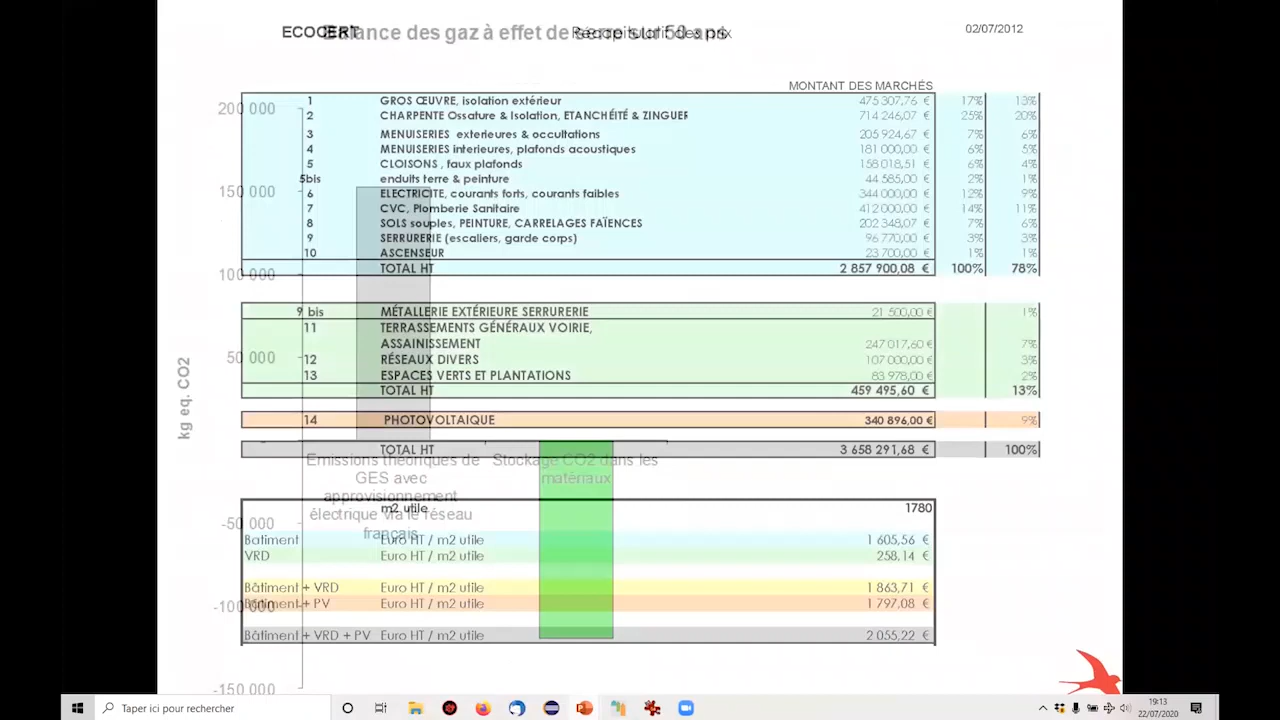 ECOCERT Récapitulatif des prix 02/07/2012
Balance des gaz à effet de serre sur 50 ans
MONTANT DES MARCHÉS
1 GROS ŒUVRE, isolation extérieur 475 307,76 € 17% 13%
200 000
2 CHARPENTE Ossature & Isolation, ETANCHÉITÉ & ZINGUER 714 246,07 € 25% 20%
3 MENUISERIES exterieures & occultations 205 924,67 € 7% 6%
4 MENUISERIES interieures, plafonds acoustiques 181 000,00 € 6% 5%
5 CLOISONS , faux plafonds 158 018,51 € 6% 4%
5bis enduits terre & peinture 44 585,00 € 2% 1%
150 000
6 ELECTRICITE, courants forts, courants faibles 344 000,00 € 12% 9%
7 CVC, Plomberie Sanitaire 412 000,00 € 14% 11%
8 SOLS souples, PEINTURE, CARRELAGES FAÏENCES 202 348,07 € 7% 6%
9 SERRURERIE (escaliers, garde corps) 96 770,00 € 3% 3%
10 ASCENSEUR 23 700,00 € 1% 1%
TOTAL HT 2 857 900,08 € 100% 78%
100 000
9 bis MÉTALLERIE EXTÉRIEURE SERRURERIE 21 500,00 € 1%
11 TERRASSEMENTS GÉNÉRAUX VOIRIE,
ASSAINISSEMENT 247 017,60 € 7%
50 000
12 RÉSEAUX DIVERS 107 000,00 € 3%
13 ESPACES VERTS ET PLANTATIONS 83 978,00 € 2%
TOTAL HT 459 495,60 € 13%
kg eq. CO2
14 PHOTOVOLTAIQUE 340 896,00 € 9%
TOTAL HT 3 658 291,68 € 100%
Emissions théoriques de
GES avec
approvisionnement
électrique via le réseau
français
Stockage CO2 dans les
matériaux
m2 utile 1780
-50 000
Batiment Euro HT / m2 utile 1 605,56 €
VRD Euro HT / m2 utile 258,14 €
Bâtiment + VRD Euro HT / m2 utile 1 863,71 €
Bâtiment + PV Euro HT / m2 utile 1 797,08 €
-100 000
Bâtiment + VRD + PV Euro HT / m2 utile 2 055,22 €
-150 000
Taper ici pour rechercher
19:13
22/07/2020